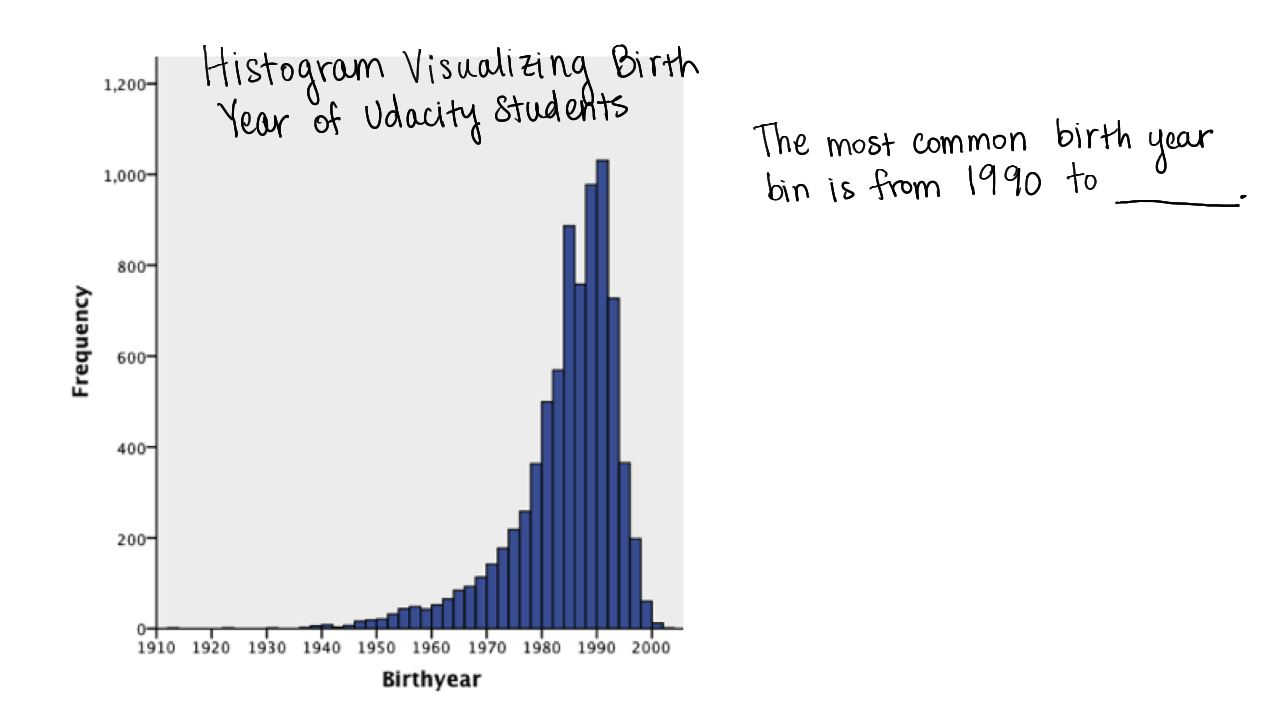 Histogram Visualizing Birth
Year of Udacity Students
The most common birth year
bin is from 1990 to ______.
1,200
1,000
800
600
400
200
0
Frequency
1910 1920 1930 1940 1950 1960 1970 1980 1990 2000
Birthyear